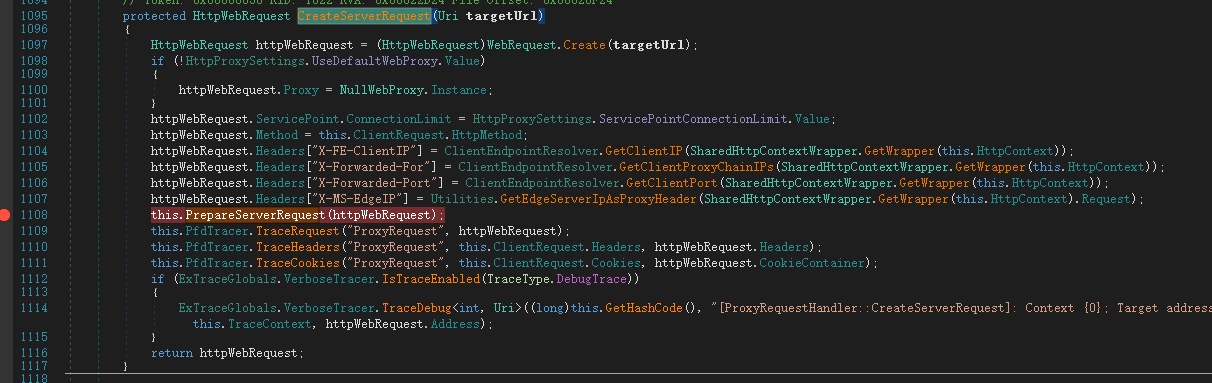 1094 // Token: 0x06000636 RID: 1622 RVA:
1095 protected HttpWebRequest CreateServerRequest(Uri targetUrl)
1096 {
1097 HttpWebRequest httpWebRequest = (HttpWebRequest)WebRequest.Create(targetUrl);
1098 if (!HttpProxySettings.UseDefaultWebProxy.Value)
1099 {
1100 httpWebRequest.Proxy = NullWebProxy.Instance;
1101 }
1102 httpWebRequest.ServicePoint.ConnectionLimit = HttpProxySettings.ServicePointConnectionLimit.Value;
1103 httpWebRequest.Method = this.ClientRequest.HttpMethod;
1104 httpWebRequest.Headers["X-FE-ClientIP"] = ClientEndpointResolver.GetClientIP(SharedHttpContextWrapper.GetWrapper(this.HttpContext));
1105 httpWebRequest.Headers["X-Forwarded-For"] = ClientEndpointResolver.GetClientProxyChainIPs(SharedHttpContextWrapper.GetWrapper(this.HttpContext));
1106 httpWebRequest.Headers["X-Forwarded-Port"] = ClientEndpointResolver.GetClientPort(SharedHttpContextWrapper.GetWrapper(this.HttpContext));
1107 httpWebRequest.Headers["X-MS-EdgeIP"] = Utilities.GetEdgeServerIpAsProxyHeader(SharedHttpContextWrapper.GetWrapper(this.HttpContext).Request);
1108 this.PrepareServerRequest(httpWebRequest);
1109 this.PfdTracer.TraceRequest("ProxyRequest", httpWebRequest);
1110 this.PfdTracer.TraceHeaders("ProxyRequest", this.ClientRequest.Headers, httpWebRequest.Headers);
1111 this.PfdTracer.TraceCookies("ProxyRequest", this.ClientRequest.Cookies, httpWebRequest.CookieContainer);
1112 if (ExTraceGlobals.VerboseTracer.IsTraceEnabled(TraceType.DebugTrace))
1113 {
1114 ExTraceGlobals.VerboseTracer.TraceDebug<int, Uri>((long)this.GetHashCode(), "[ProxyRequestHandler::CreateServerRequest]: Context {0}; Target address
this.TraceContext, httpWebRequest.Address);
1115 }
1116 return httpWebRequest;
1117 }
1118